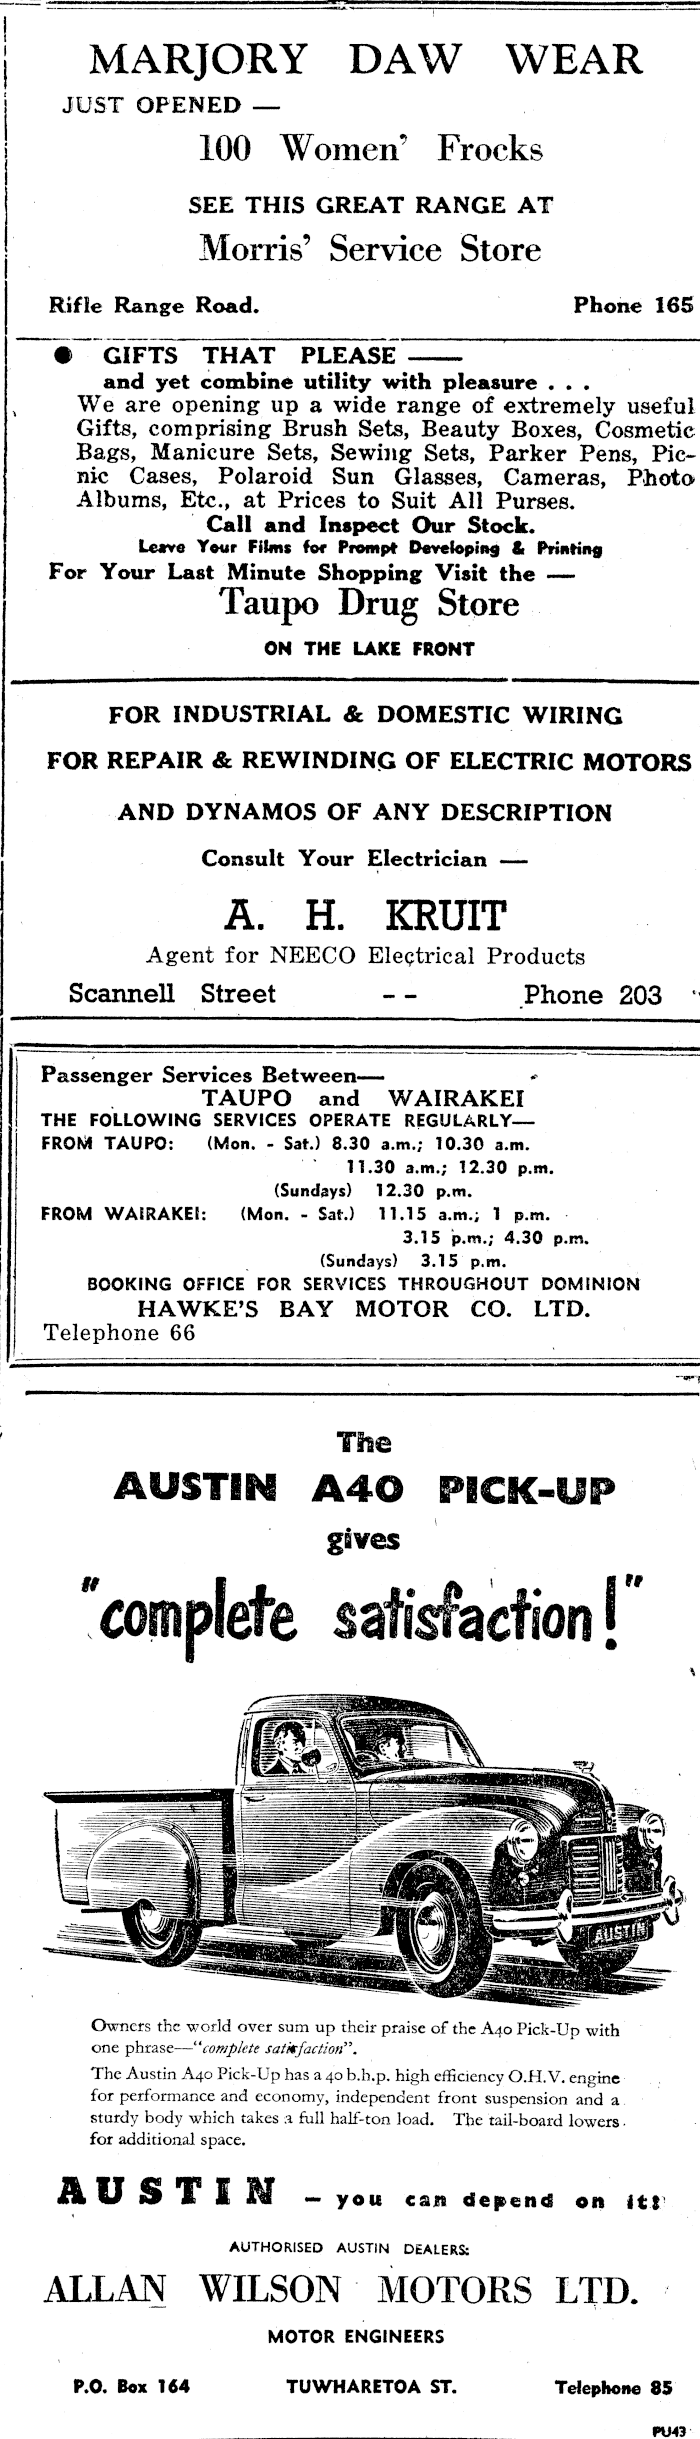 MARJORY DAW WEAR
JUST OPENED —
100 Women' Frocks
SEE THIS GREAT RANGE AT
Morris' Service Store
Rifle Range Road. Phone 165
● GIFTS THAT PLEASE ——
and yet combine utility with pleasure . . .
We are opening up a wide range of extremely useful
Gifts, comprising Brush Sets, Beauty Boxes, Cosmetic
Bags, Manicure Sets, Sewing Sets, Parker Pens, Pic-
nic Cases, Polaroid Sun Glasses, Cameras, Photo
Albums, Etc., at Prices to Suit All Purses.
Call and Inspect Our Stock.
Leave Your Films for Prompt Developing & Printing
For Your Last Minute Shopping Visit the —
Taupo Drug Store
ON THE LAKE FRONT
FOR INDUSTRIAL & DOMESTIC WIRING
FOR REPAIR & REWINDING OF ELECTRIC MOTORS
AND DYNAMOS OF ANY DESCRIPTION
Consult Your Electrician —
A. H. KRUIT
Agent for NEECO Electrical Products
Scannell Street -- Phone 203
Passenger Services Between—
TAUPO and WAIRAKEI
THE FOLLOWING SERVICES OPERATE REGULARLY—
FROM TAUPO: (Mon. - Sat.) 8.30 a.m.; 10.30 a.m.
11.30 a.m.; 12.30 p.m.
(Sundays) 12.30 p.m.
FROM WAIRAKEI: (Mon. - Sat.) 11.15 a.m.; 1 p.m.
3.15 p.m.; 4.30 p.m.
(Sundays) 3.15 p.m.
BOOKING OFFICE FOR SERVICES THROUGHOUT DOMINION
HAWKE'S BAY MOTOR CO. LTD.
Telephone 66
The
AUSTIN A40 PICK-UP
gives
"complete satisfaction!"
AUSTIN
Owners the world over sum up their praise of the A40 Pick-Up with
one phrase—"complete satisfaction".
The Austin A40 Pick-Up has a 40 b.h.p. high efficiency O.H.V. engine
for performance and economy, independent front suspension and a
sturdy body which takes a full half-ton load. The tail-board lowers
for additional space.
AUSTIN – you can depend on it!
AUTHORISED AUSTIN DEALERS:
ALLAN WILSON MOTORS LTD.
MOTOR ENGINEERS
P.O. Box 164 TUWHARETOA ST. Telephone 85
PU43